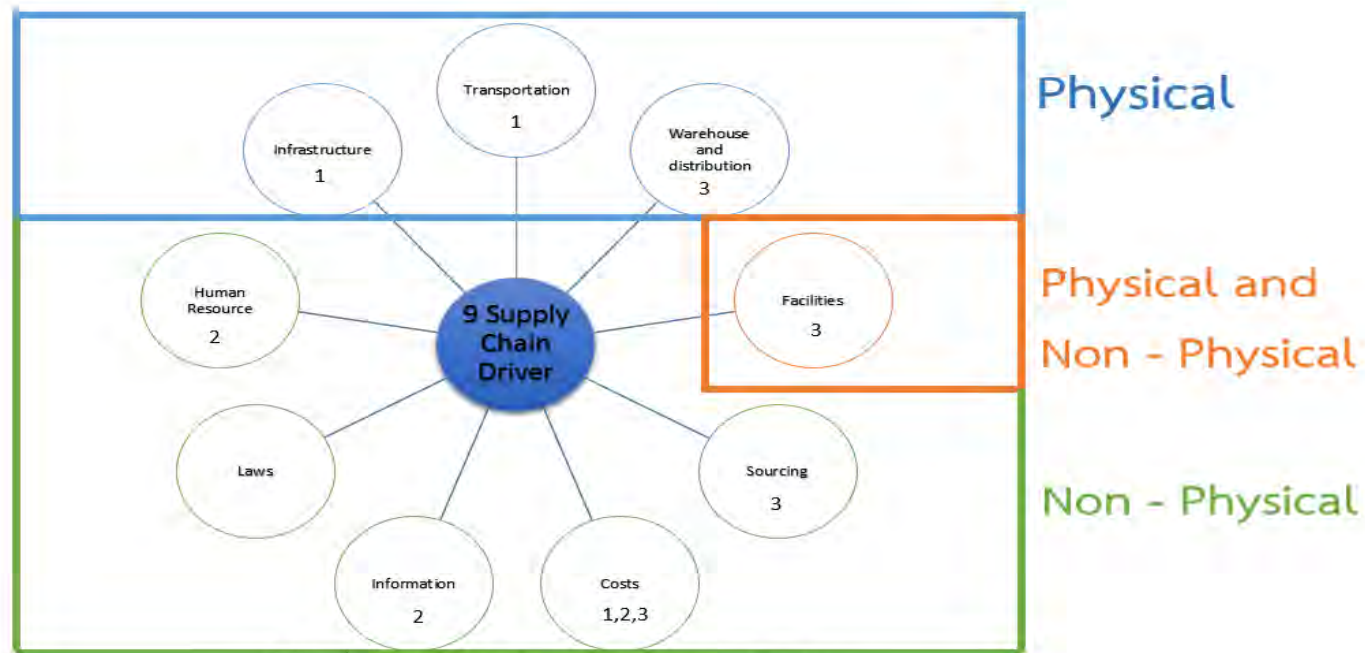 Transportation
1
Physical
Infrastructure
1
Warehouse
and
distribution
3
Human
Resource
2
9 Supply
Chain
Driver
Facilities
3
Physical and
Non - Physical
Laws
Sourcing
3
Non - Physical
Information
2
Costs
1,2,3